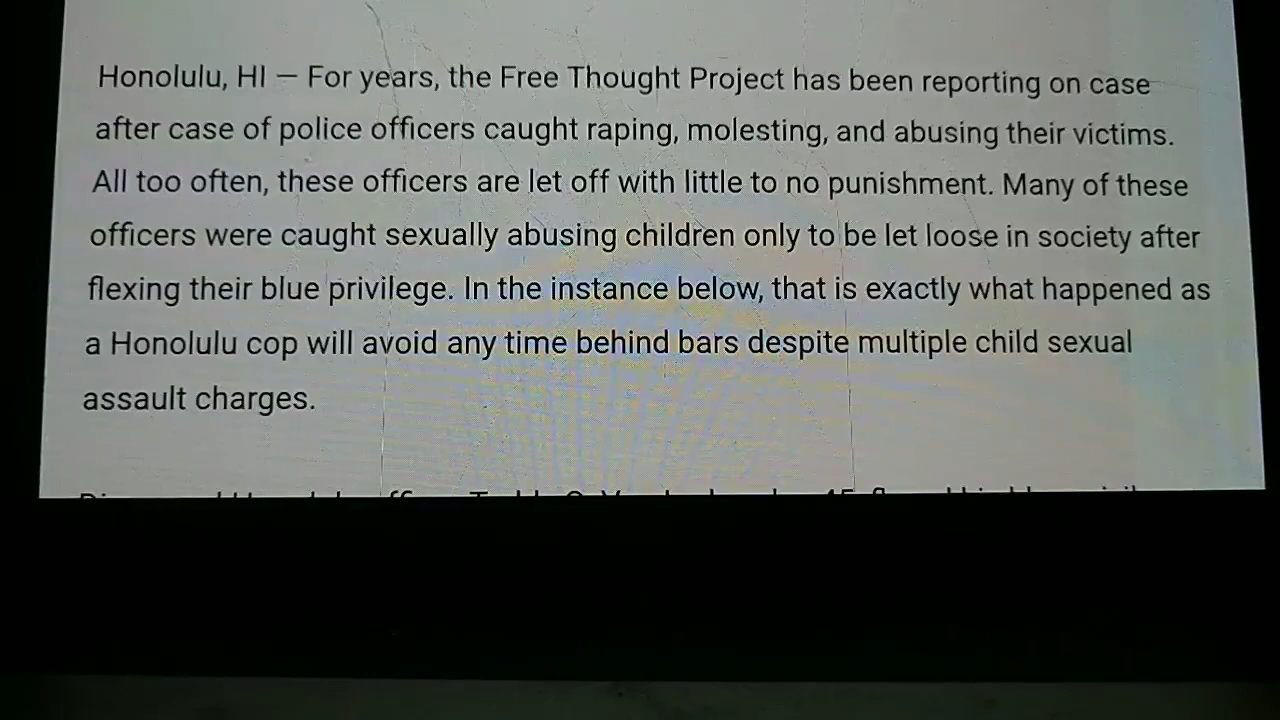 Honolulu, HI — For years, the Free Thought Project has been reporting on case
after case of police officers caught raping, molesting, and abusing their victims.
All too often, these officers are let off with little to no punishment. Many of these
officers were caught sexually abusing children only to be let loose in society after
flexing their blue privilege. In the instance below, that is exactly what happened as
a Honolulu cop will avoid any time behind bars despite multiple child sexual
assault charges.